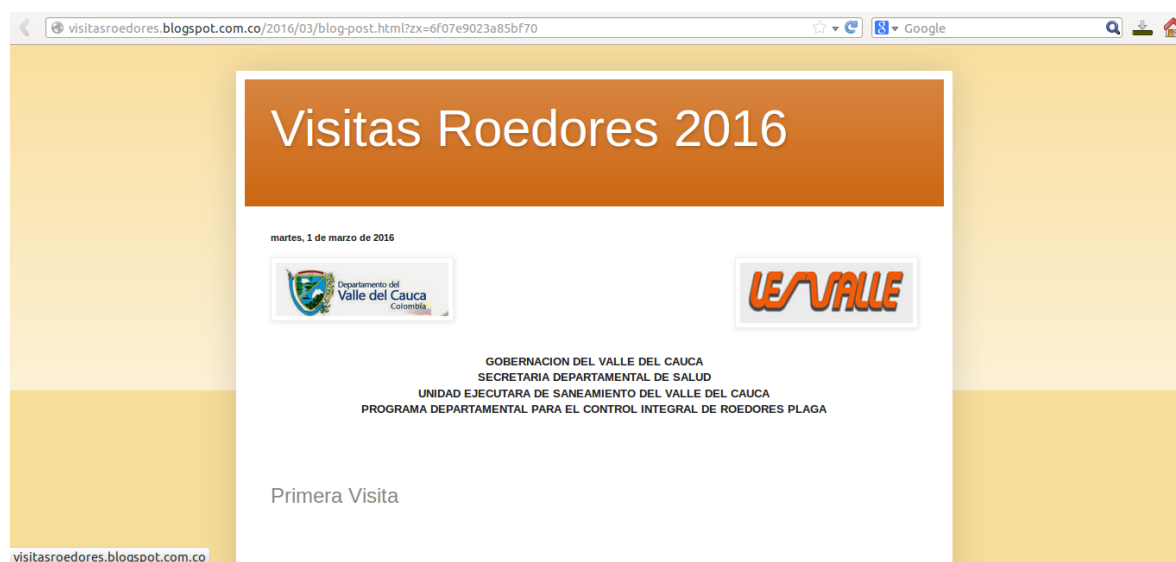 visitasroedores.blogspot.com.co/2016/03/blog-post.html?zx=6f07e9023a85bf70
8 Google
Visitas Roedores 2016
martes, 1 de marzo de 2016
Departamento del
Valle del Cauca
Colombia
UESVALLE
GOBERNACION DEL VALLE DEL CAUCA
SECRETARIA DEPARTAMENTAL DE SALUD
UNIDAD EJECUTARA DE SANEAMIENTO DEL VALLE DEL CAUCA
PROGRAMA DEPARTAMENTAL PARA EL CONTROL INTEGRAL DE ROEDORES PLAGA
Primera Visita
visitasroedores.blogspot.com.co